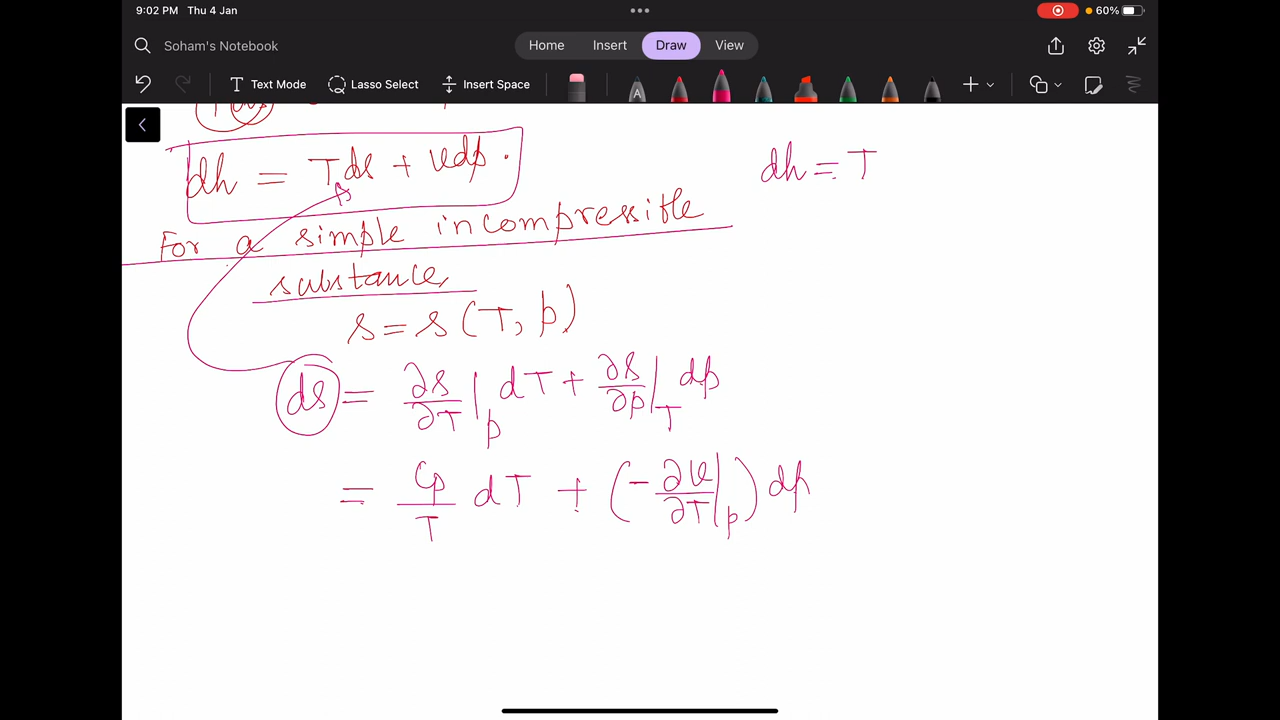 9:02 PM Thu 4 Jan
60%
Soham's Notebook
Home Insert Draw View
Text Mode Lasso Select Insert Space
A
dh = Tds + vdp.
dh = T
For a simple incompressible
substance,
s = s (T, p)
ds = ∂s/∂T|p dT + ∂s/∂p|T dp
= Cp/T dT + (-∂v/∂T|p) dp